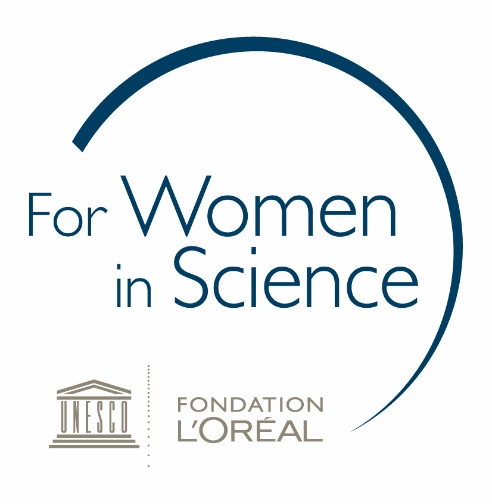 For Women
in Science
UNESCO
FONDATION
L'ORÉAL